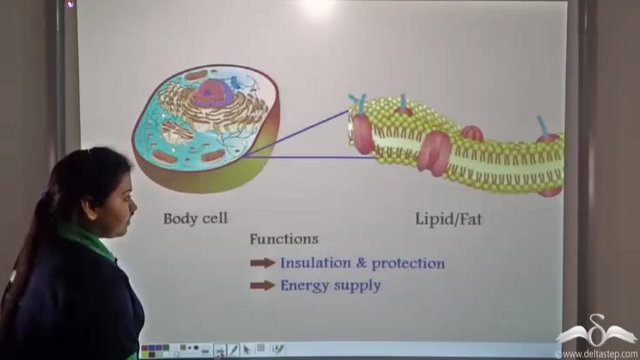 Body cell
Lipid/Fat
Functions
Insulation & protection
Energy supply
©www.deltastep.com